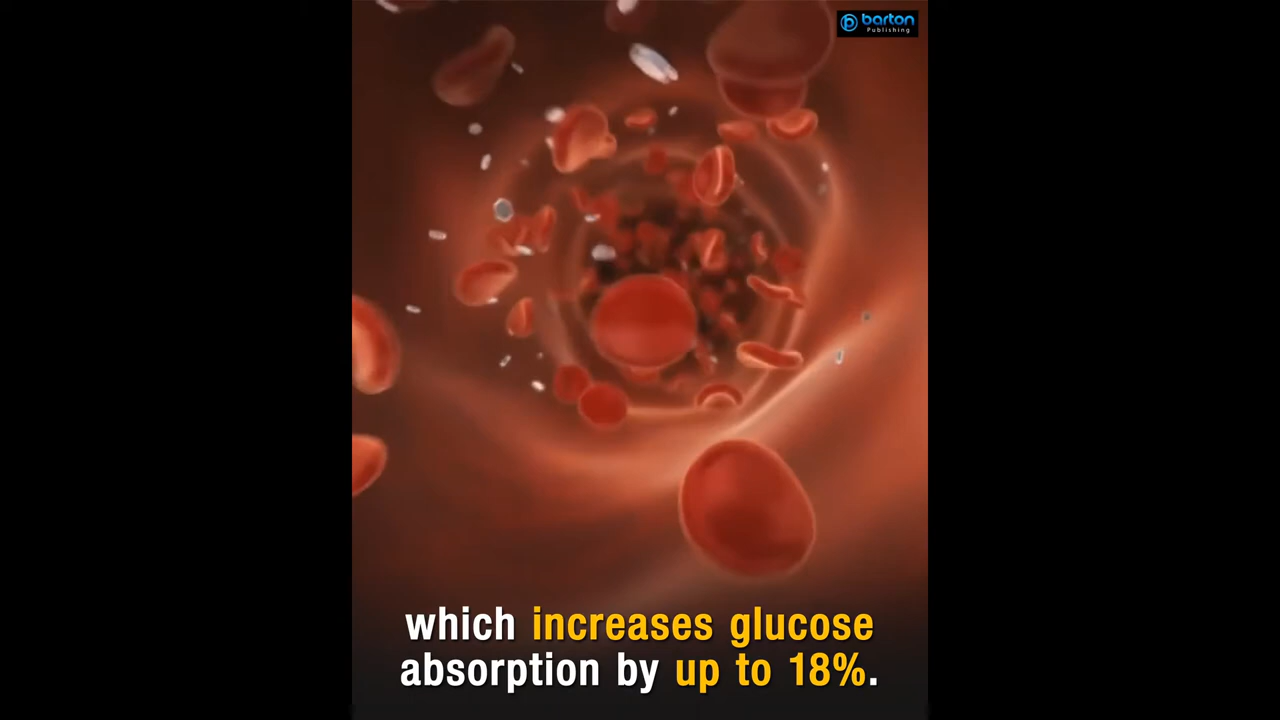 barton
Publishing
which increases glucose
absorption by up to 18%.